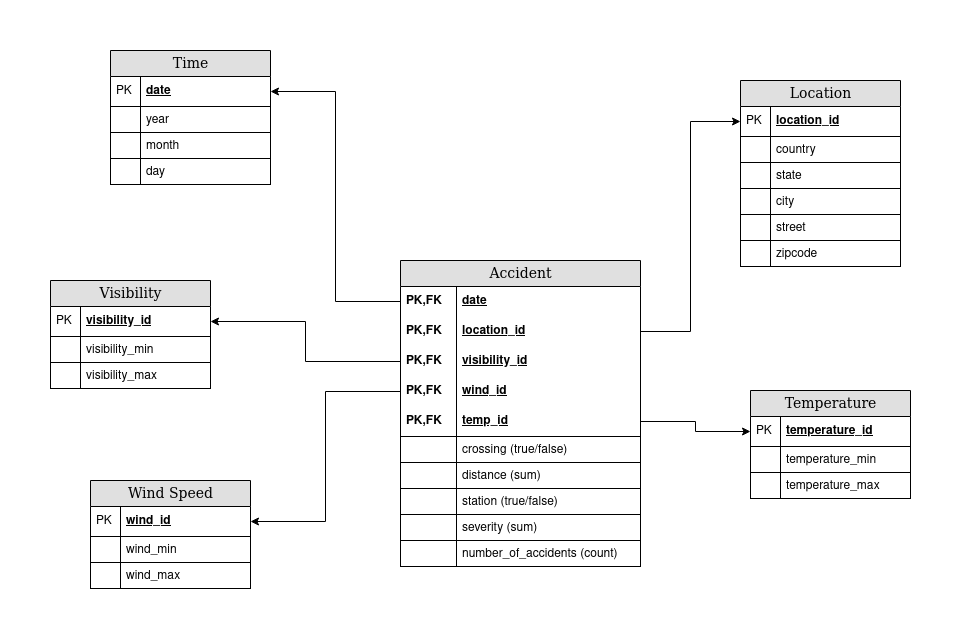 Time
PK date
year
month
day
Location
PK location_id
country
state
city
street
zipcode
Accident
PK,FK date
PK,FK location_id
PK,FK visibility_id
PK,FK wind_id
PK,FK temp_id
crossing (true/false)
distance (sum)
station (true/false)
severity (sum)
number_of_accidents (count)
Visibility
PK visibility_id
visibility_min
visibility_max
Temperature
PK temperature_id
temperature_min
temperature_max
Wind Speed
PK wind_id
wind_min
wind_max